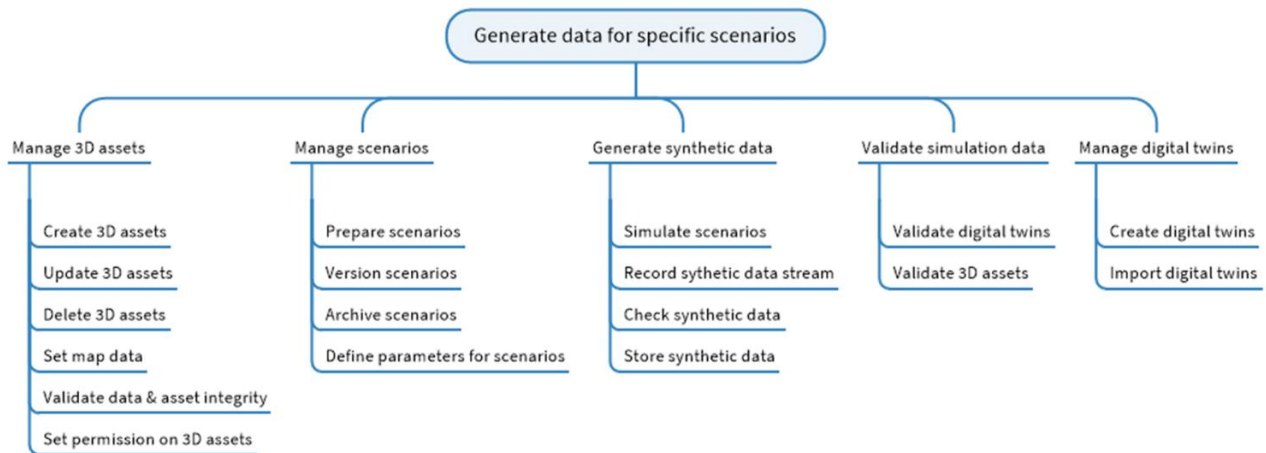 Generate data for specific scenarios
Manage 3D assets
Create 3D assets
Update 3D assets
Delete 3D assets
Set map data
Validate data & asset integrity
Set permission on 3D assets
Manage scenarios
Prepare scenarios
Version scenarios
Archive scenarios
Define parameters for scenarios
Generate synthetic data
Simulate scenarios
Record sythetic data stream
Check synthetic data
Store synthetic data
Validate simulation data
Validate digital twins
Validate 3D assets
Manage digital twins
Create digital twins
Import digital twins